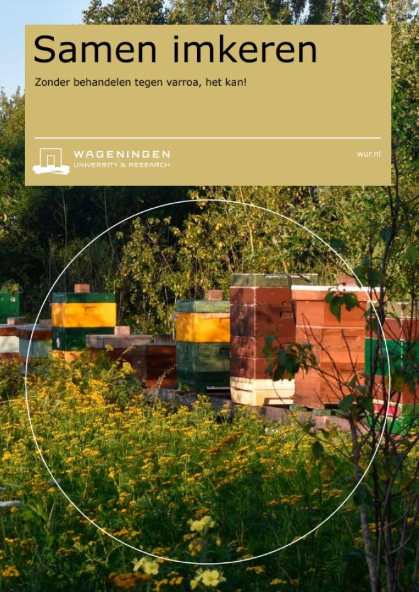 Samen imkeren
Zonder behandelen tegen varroa, het kan!
WAGENINGEN
UNIVERSITY & RESEARCH
wur.nl